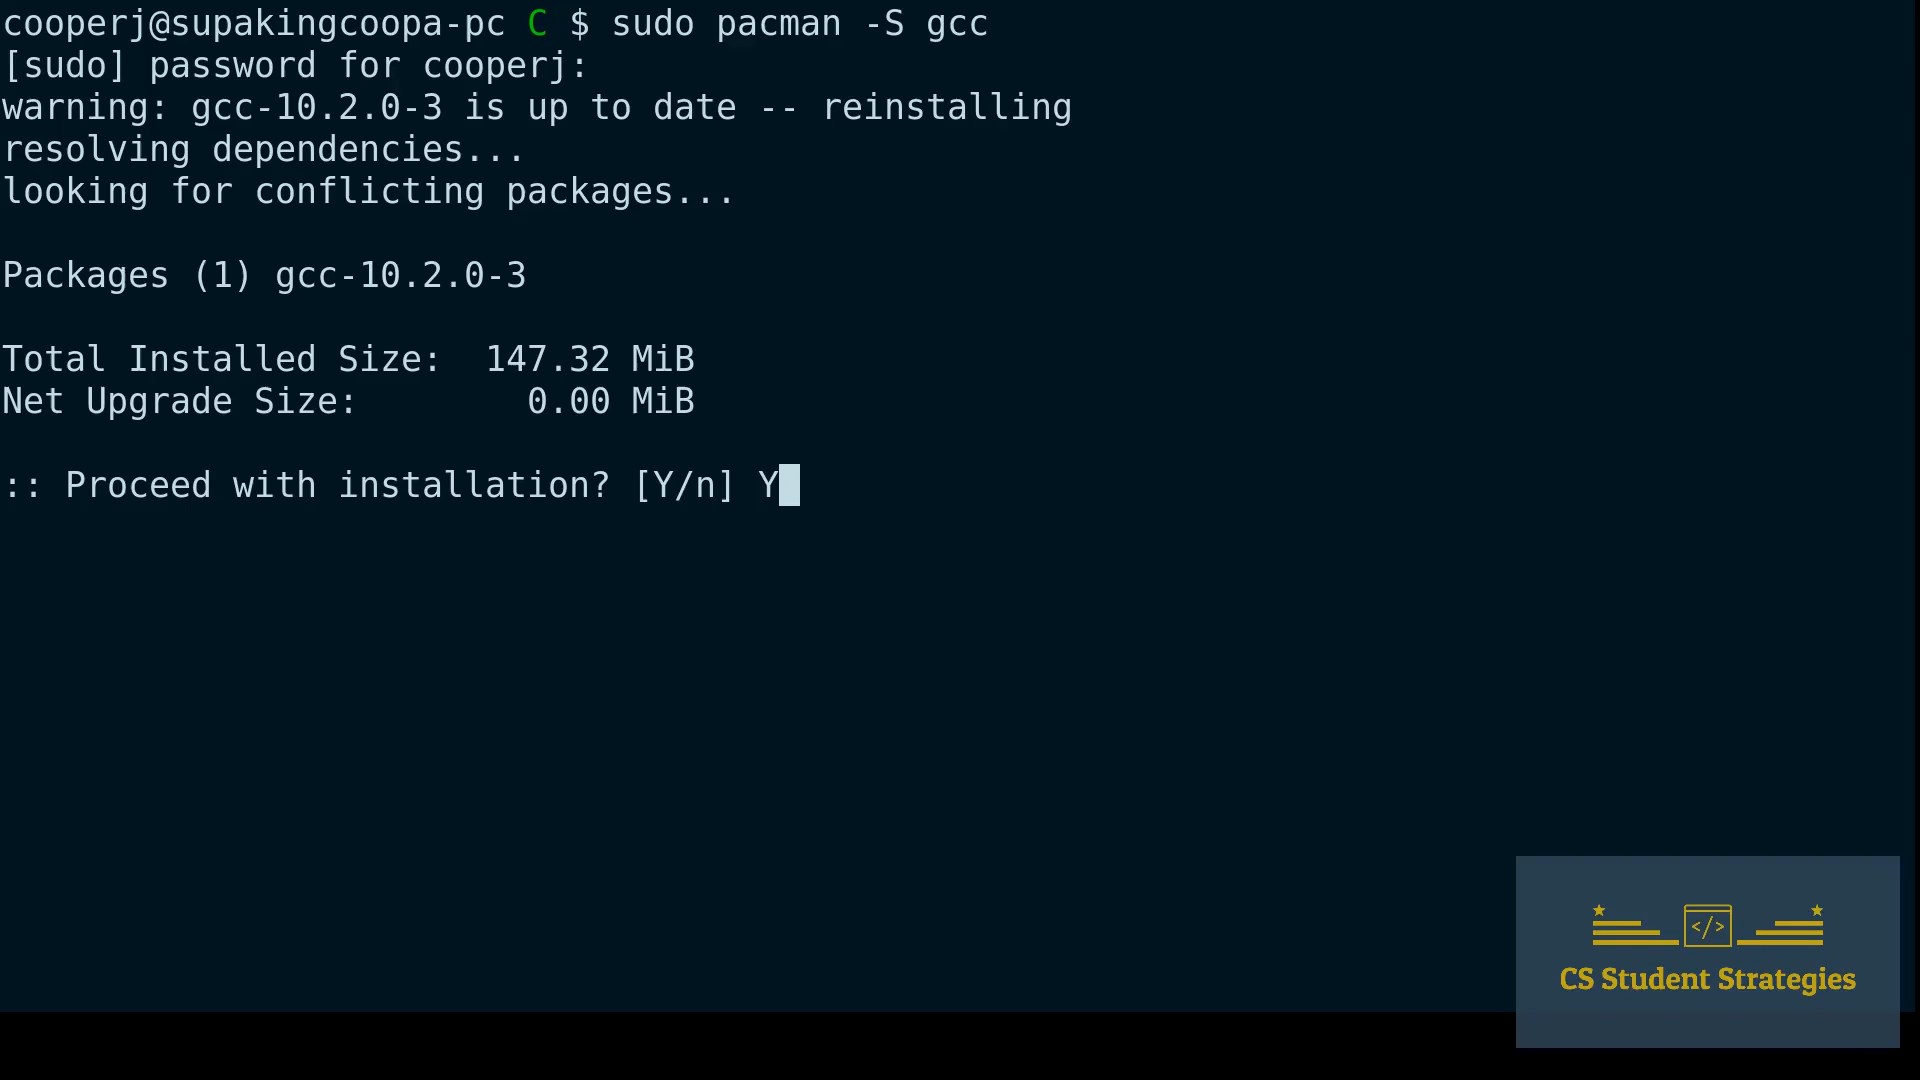 cooperj@supakingcoopa-pc C $ sudo pacman -S gcc
[sudo] password for cooperj:
warning: gcc-10.2.0-3 is up to date -- reinstalling
resolving dependencies...
looking for conflicting packages...
Packages (1) gcc-10.2.0-3
Total Installed Size:  147.32 MiB
Net Upgrade Size:        0.00 MiB
:: Proceed with installation? [Y/n] Y
</>
CS Student Strategies